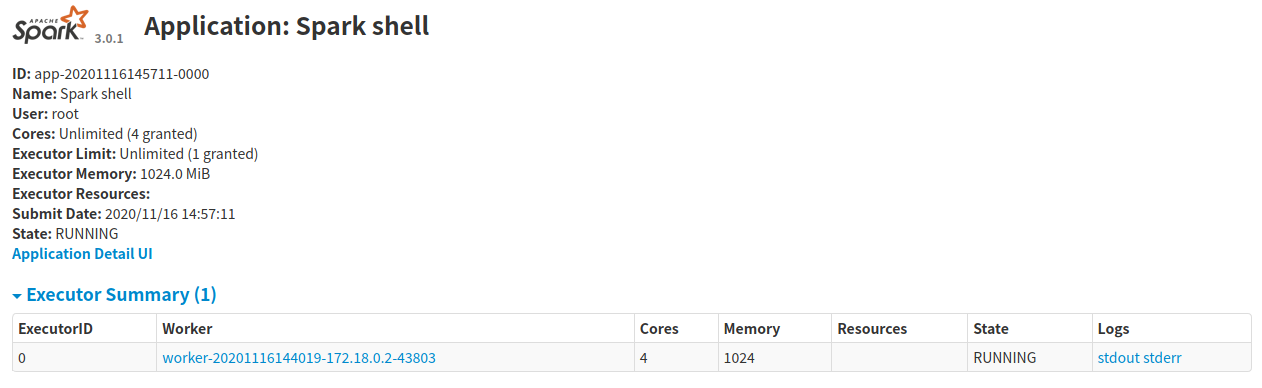 APACHE
Spark 3.0.1 Application: Spark shell
ID: app-20201116145711-0000
Name: Spark shell
User: root
Cores: Unlimited (4 granted)
Executor Limit: Unlimited (1 granted)
Executor Memory: 1024.0 MiB
Executor Resources:
Submit Date: 2020/11/16 14:57:11
State: RUNNING
Application Detail UI
Executor Summary (1)
ExecutorID Worker Cores Memory Resources State Logs
0 worker-20201116144019-172.18.0.2-43803 4 1024 RUNNING stdout stderr